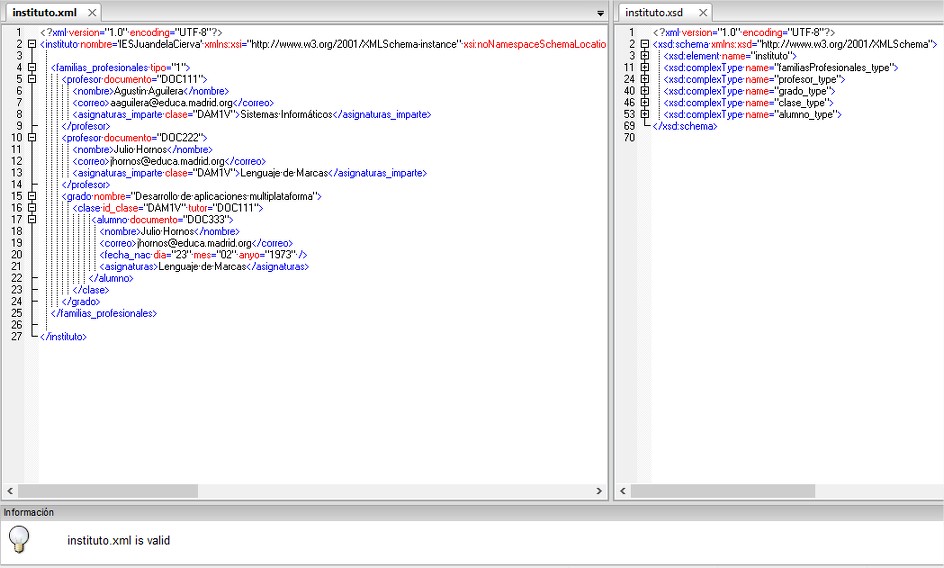 instituto.xml
1 <?xml version="1.0" encoding="UTF-8"?>
2 <instituto nombre='IESJuandelaCierva" xmlns:xsi="http://www.w3.org/2001/XMLSchema-instance" xsi:noNamespaceSchemaLocatio
3
4 <familias_profesionales tipo="1">
5 <profesor documento="DOC111">
6 <nombre>Agustin Aguilera</nombre>
7 <correo>aaguilera@educa.madrid.org</correo>
8 <asignaturas_imparte clase="DAM1V">Sistemas Informáticos</asignaturas_imparte>
9 </profesor>
10 <profesor documento="DOC222">
11 <nombre>Julio Hornos</nombre>
12 <correo>jhornos@educa.madrid.org</correo>
13 <asignaturas_imparte clase="DAM1V">Lenguaje de Marcas</asignaturas_imparte>
14 </profesor>
15 <grado nombre="Desarrollo de aplicaciones multiplataforma">
16 <clase id_clase="DAM1V" tutor="DOC111">
17 <alumno documento="DOC333">
18 <nombre>Julio Hornos</nombre>
19 <correo>jhornos@educa.madrid.org</correo>
20 <fecha_nac dia="23" mes="02" anyo="1973" />
21 <asignaturas>Lenguaje de Marcas</asignaturas>
22 </alumno>
23 </clase>
24 </grado>
25 </familias_profesionales>
26
27 </instituto>
instituto.xsd
1 <?xml version="1.0" encoding="UTF-8"?>
2 <xsd:schema xmlns:xsd="http://www.w3.org/2001/XMLSchema">
3 <xsd:element name="instituto">
11 <xsd:complexType name="familiasProfesionales_type">
24 <xsd:complexType name="profesor_type">
40 <xsd:complexType name="grado_type">
46 <xsd:complexType name="clase_type">
53 <xsd:complexType name="alumno_type">
69 </xsd:schema>
70
Información
instituto.xml is valid